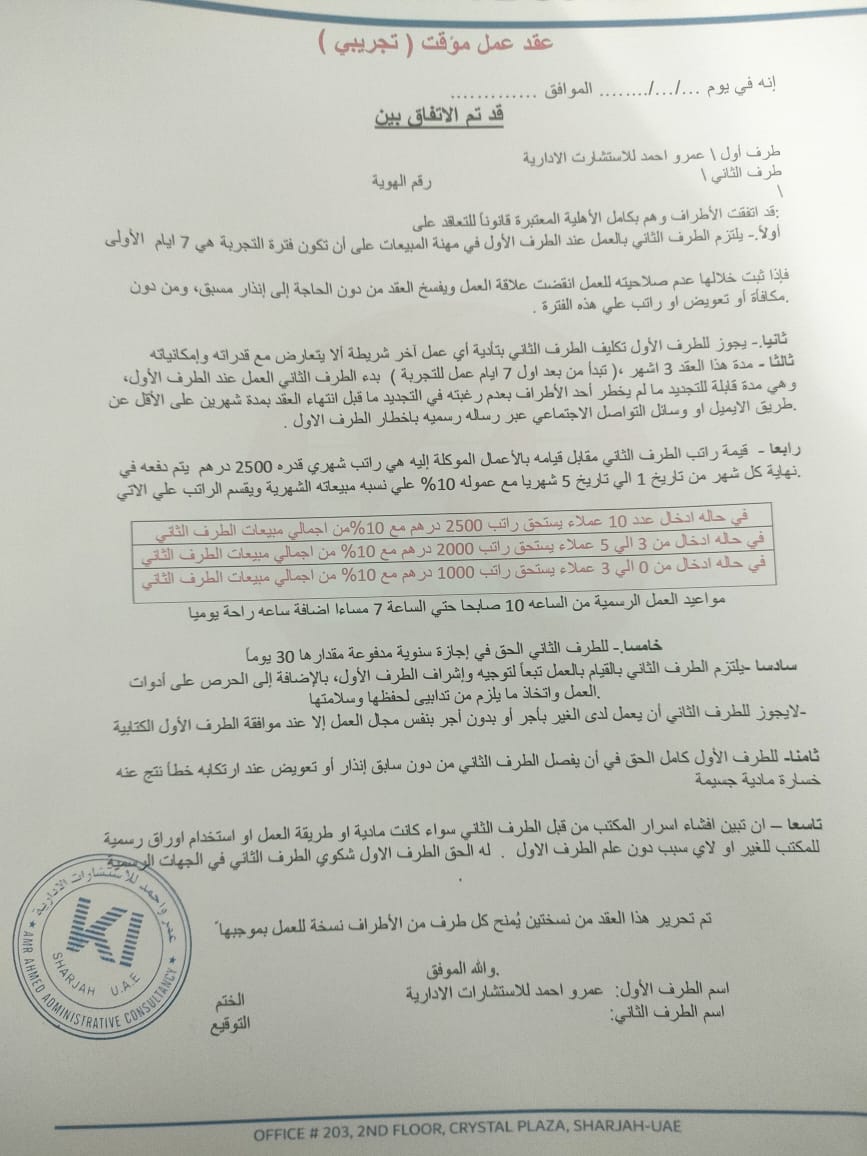 عقد عمل مؤقت ( تجريبي )
إنه في يوم .../.../........ الموافق .............
قد تم الاتفاق بين
طرف أول \ عمرو احمد للاستشارت الادارية
طرف الثاني \ رقم الهوية
\
:قد اتفقت الأطراف وهم بكامل الأهلية المعتبرة قانوناً للتعاقد على
أولاً.- يلتزم الطرف الثاني بالعمل عند الطرف الأول في مهنة المبيعات على أن تكون فترة التجربة هي 7 ايام الأولى
فإذا ثبت خلالها عدم صلاحيته للعمل انقضت علاقة العمل ويفسخ العقد من دون الحاجة إلى إنذار مسبق، ومن دون
.مكافأة أو تعويض او راتب علي هذه الفترة .
ثانيا.- يجوز للطرف الأول تكليف الطرف الثاني بتأدية أي عمل آخر شريطة ألا يتعارض مع قدراته وإمكانياته
ثالثا - مدة هذا العقد 3 اشهر ،( تبدأ من بعد اول 7 ايام عمل للتجربة ) بدء الطرف الثاني العمل عند الطرف الأول،
وهي مدة قابلة للتجديد ما لم يخطر أحد الأطراف بعدم رغبته في التجديد ما قبل انتهاء العقد بمدة شهرين على الأقل عن
.طريق الايميل او وسائل التواصل الاجتماعي عبر رساله رسميه باخطار الطرف الاول .
رابعا - قيمة راتب الطرف الثاني مقابل قيامه بالأعمال الموكلة إليه هي راتب شهري قدره 2500 درهم يتم دفعه في
.نهاية كل شهر من تاريخ 1 الي تاريخ 5 شهريا مع عموله 10% علي نسبه مبيعاته الشهرية ويقسم الراتب علي الاتي
في حاله ادخال عدد 10 عملاء يستحق راتب 2500 درهم مع 10%من اجمالي مبيعات الطرف الثاني
في حاله ادخال من 3 الي 5 عملاء يستحق راتب 2000 درهم مع 10% من اجمالي مبيعات الطرف الثاني
في حاله ادخال من 0 الي 3 عملاء يستحق راتب 1000 درهم مع 10% من اجمالي مبيعات الطرف الثاني
مواعيد العمل الرسمية من الساعه 10 صابحا حتي الساعة 7 مساءا اضافة ساعه راحة يوميا
خامسا.- للطرف الثاني الحق في إجازة سنوية مدفوعة مقدارها 30 يوماً
سادسا -يلتزم الطرف الثاني بالقيام بالعمل تبعاً لتوجيه وإشراف الطرف الأول، بالإضافة إلى الحرص على أدوات
.العمل واتخاذ ما يلزم من تدابيى لحفظها وسلامتها
-لايجوز للطرف الثاني أن يعمل لدى الغير بأجر أو بدون أجر بنفس مجال العمل إلا عند موافقة الطرف الأول الكتابية
ثامنا- للطرف الأول كامل الحق في أن يفصل الطرف الثاني من دون سابق إنذار أو تعويض عند ارتكابه خطأ نتج عنه
خسارة مادية جسيمة
تاسعا – ان تبين افشاء اسرار المكتب من قبل الطرف الثاني سواء كانت مادية او طريقة العمل او استخدام اوراق رسمية
للمكتب للغير او لاي سبب دون علم الطرف الاول . له الحق الطرف الاول شكوي الطرف الثاني في الجهات الرسمية
.
تم تحرير هذا العقد من نسختين يُمنح كل طرف من الأطراف نسخة للعمل بموجبها ً
.والله الموفق
اسم الطرف الأول: عمرو احمد للاستشارات الادارية الختم
اسم الطرف الثاني: التوقيع
عمرو احمد للاستشارات الادارية
KI
SHARJAH U.A.E
AMR AHMED ADMINISTRATIVE CONSULTANCY
OFFICE # 203, 2ND FLOOR, CRYSTAL PLAZA, SHARJAH-UAE